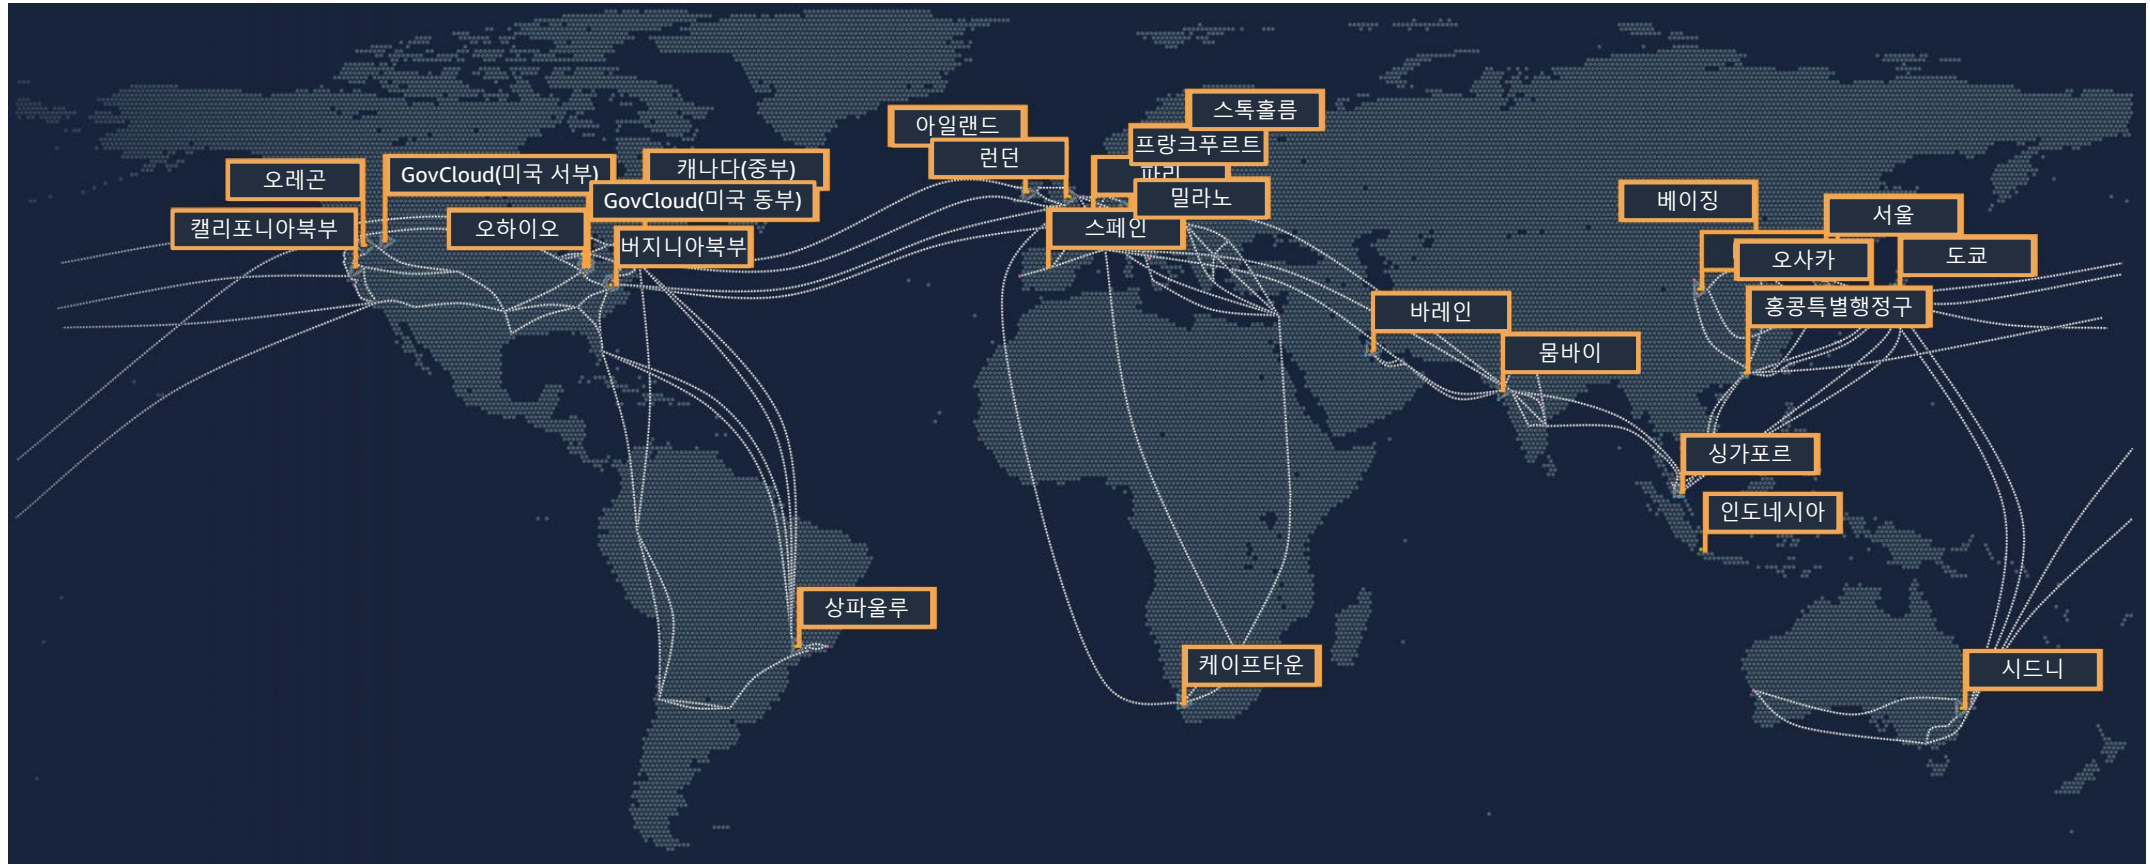 스톡홀름
아일랜드
프랑크푸르트
런던
파리
GovCloud(미국 서부)
캐나다(중부)
오레곤
GovCloud(미국 동부)
밀라노
베이징
캘리포니아북부
오하이오
스페인
서울
버지니아북부
오사카
도쿄
바레인
홍콩특별행정구
뭄바이
싱가포르
인도네시아
상파울루
케이프타운
시드니